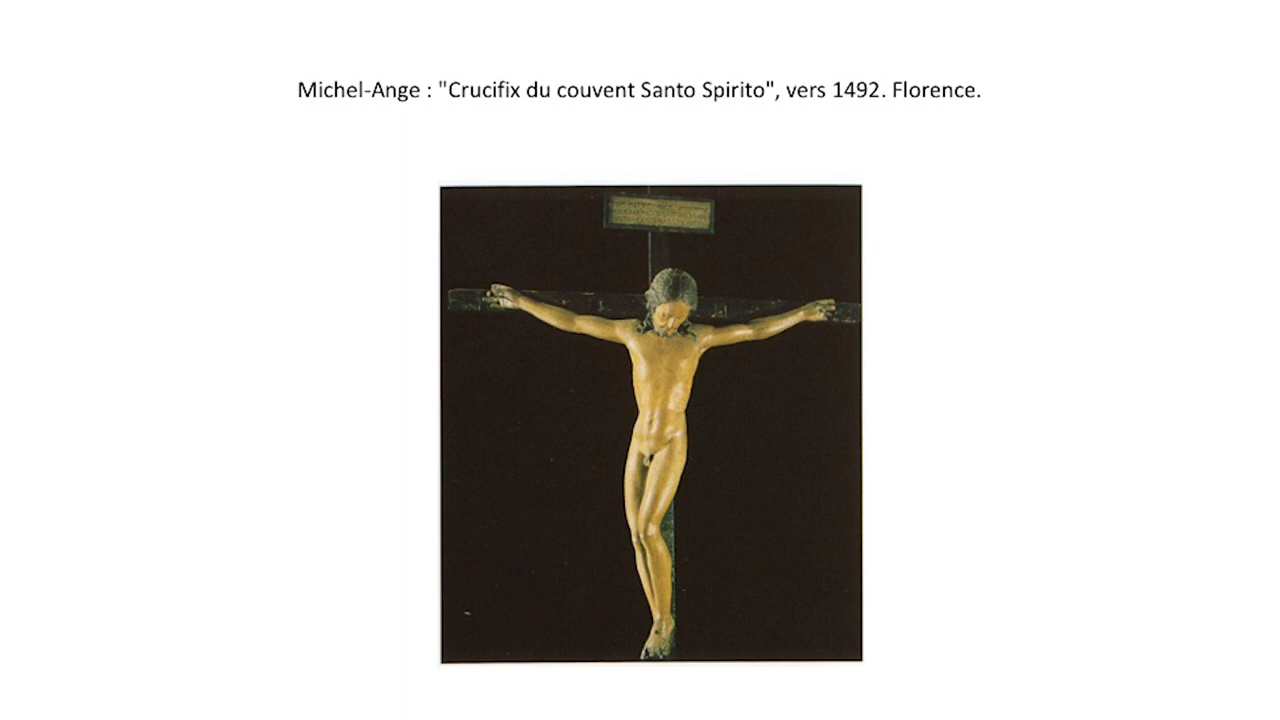 Michel-Ange : "Crucifix du couvent Santo Spirito", vers 1492. Florence.